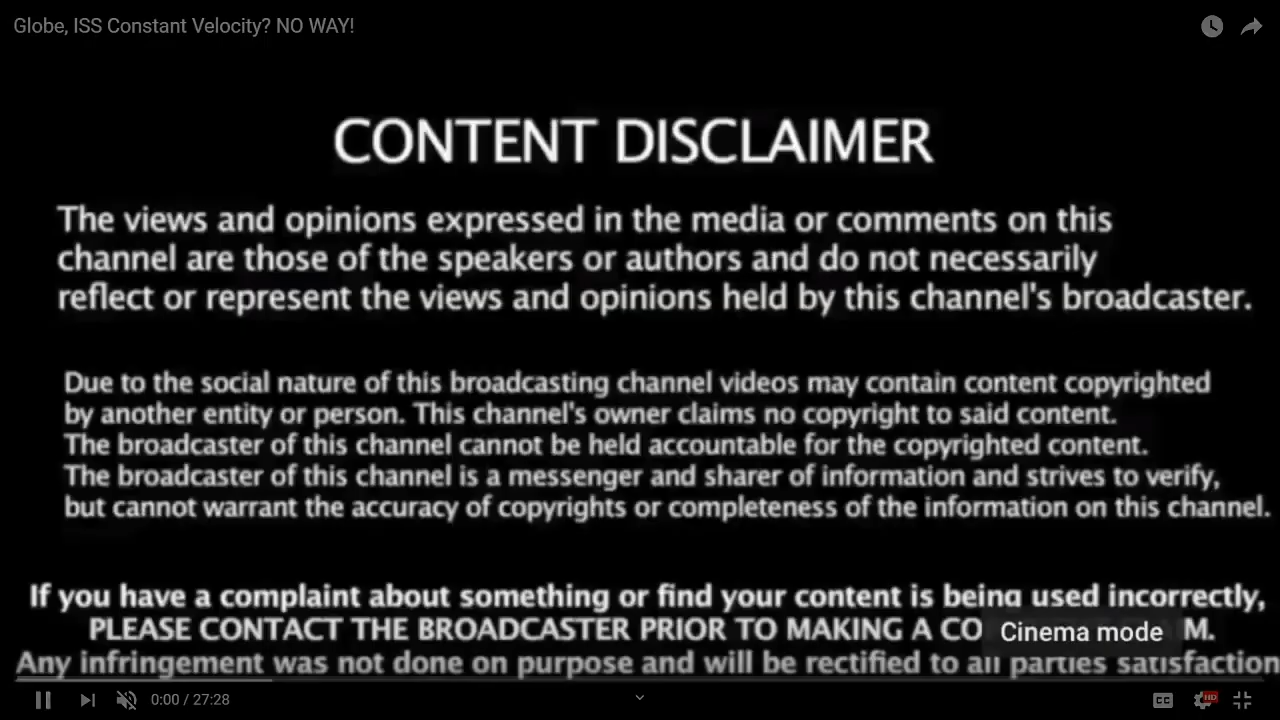 Globe, ISS Constant Velocity? NO WAY!
CONTENT DISCLAIMER
The views and opinions expressed in the media or comments on this
channel are those of the speakers or authors and do not necessarily
reflect or represent the views and opinions held by this channel's broadcaster.
Due to the social nature of this broadcasting channel videos may contain content copyrighted
by another entity or person. This channel's owner claims no copyright to said content.
The broadcaster of this channel cannot be held accountable for the copyrighted content.
The broadcaster of this channel is a messenger and sharer of information and strives to verify,
but cannot warrant the accuracy of copyrights or completeness of the information on this channel.
If you have a complaint about something or find your content is being used incorrectly,
PLEASE CONTACT THE BROADCASTER PRIOR TO MAKING A CO M.
Cinema mode
Any infringement was not done on purpose and will be rectified to all parties satisfaction
0:00 / 27:28
CC
HD